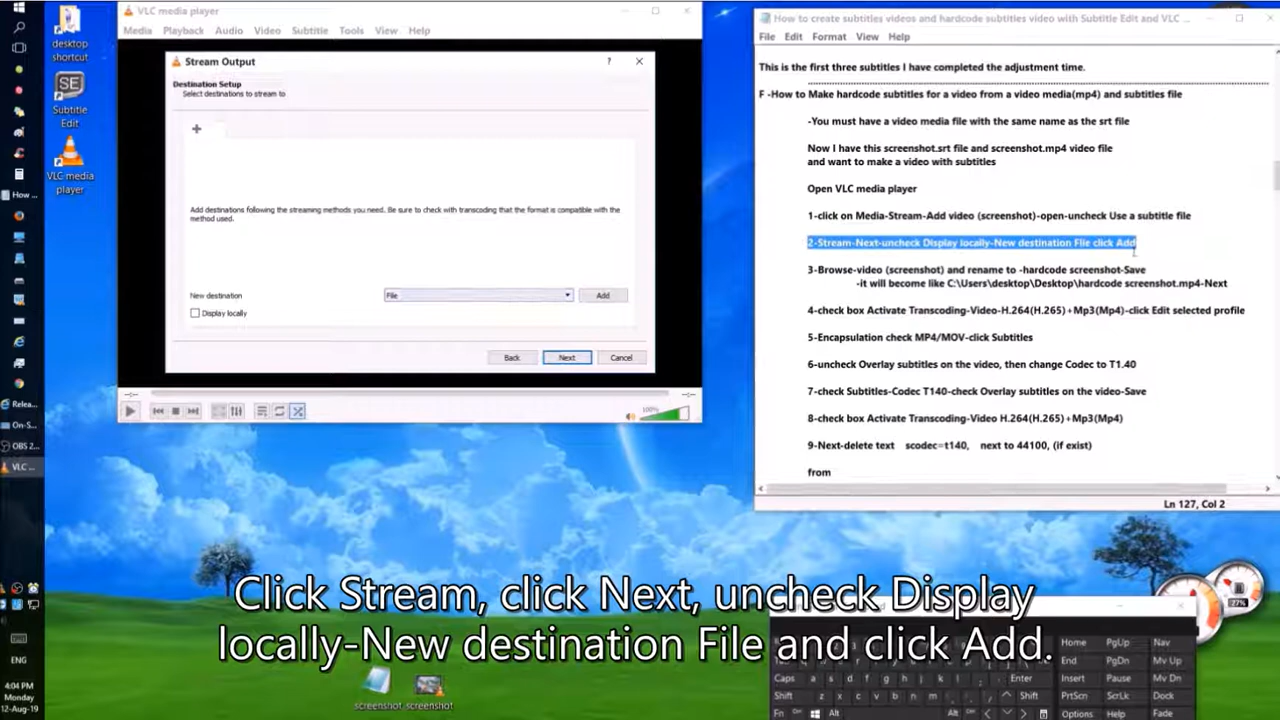 desktop
shortcut
Subtitle
Edit
VLC media
player
VLC media player
Media Playback Audio Video Subtitle Tools View Help
Stream Output
?
Destination Setup
Select destinations to stream to
Add destinations following the streaming methods you need. Be sure to check with transcoding that the format is compatible with the
method used.
New destination
File
Add
Display locally
Back
Next
Cancel
100%
How to create subtitles videos and hardcode subtitles video with Subtitle Edit and VLC ...
File Edit Format View Help
This is the first three subtitles I have completed the adjustment time.
F -How to Make hardcode subtitles for a video from a video media(mp4) and subtitles file
-You must have a video media file with the same name as the srt file
Now I have this screenshot.srt file and screenshot.mp4 video file
and want to make a video with subtitles
Open VLC media player
1-click on Media-Stream-Add video (screenshot)-open-uncheck Use a subtitle file
2-Stream-Next-uncheck Display locally-New destination File click Add
3-Browse-video (screenshot) and rename to -hardcode screenshot-Save
-it will become like C:\Users\desktop\Desktop\hardcode screenshot.mp4-Next
4-check box Activate Transcoding-Video-H.264(H.265)+Mp3(Mp4)-click Edit selected profile
5-Encapsulation check MP4/MOV-click Subtitles
6-uncheck Overlay subtitles on the video, then change Codec to T1.40
7-check Subtitles-Codec T140-check Overlay subtitles on the video-Save
8-check box Activate Transcoding-Video H.264(H.265)+Mp3(Mp4)
9-Next-delete text scodec=t140, next to 44100, (if exist)
from
Ln 127, Col 2
How ...
Relea...
On-S...
OBS 2...
VLC ...
ENG
4:04 PM
Monday
12-Aug-19
Click Stream, click Next, uncheck Display
locally-New destination File and click Add.
screenshot screenshot
27%
Home PgUp Nav
End PgDn Mv Up
Caps a s d f g h j k l ; Enter Insert Pause Mv Dn
Shift z x c v b n m Shift PrtScn ScrLk Dock
Fn Alt Alt Options Help Fade